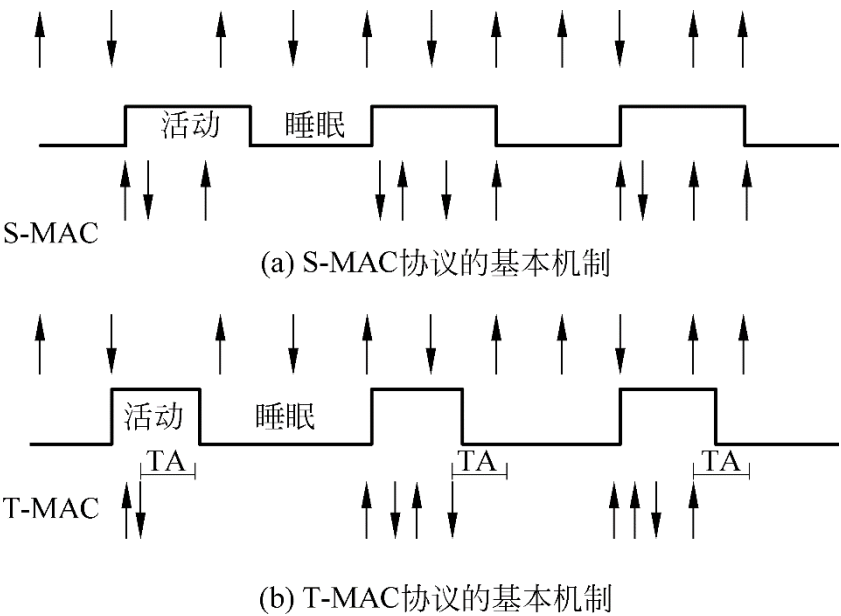 活动 睡眠
S-MAC
(a) S-MAC协议的基本机制
活动 睡眠
TA TA TA
T-MAC
(b) T-MAC协议的基本机制